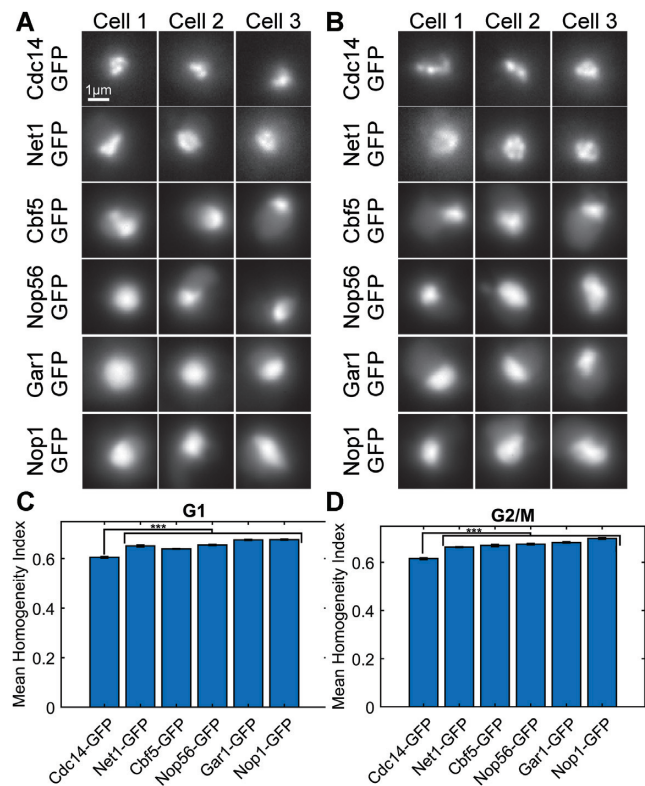 A
Cell 1 Cell 2 Cell 3
Cdc14
GFP
1µm
Net1
GFP
Cbf5
GFP
Nop56
GFP
Gar1
GFP
Nop1
GFP
B
Cell 1 Cell 2 Cell 3
Cdc14
GFP
Net1
GFP
Cbf5
GFP
Nop56
GFP
Gar1
GFP
Nop1
GFP
C
G1
***
Mean Homogeneity Index
0.6
0.4
0.2
0
Cdc14-GFP
Net1-GFP
Cbf5-GFP
Nop56-GFP
Gar1-GFP
Nop1-GFP
D
G2/M
***
Mean Homogeneity Index
0.6
0.4
0.2
0
Cdc14-GFP
Net1-GFP
Cbf5-GFP
Nop56-GFP
Gar1-GFP
Nop1-GFP